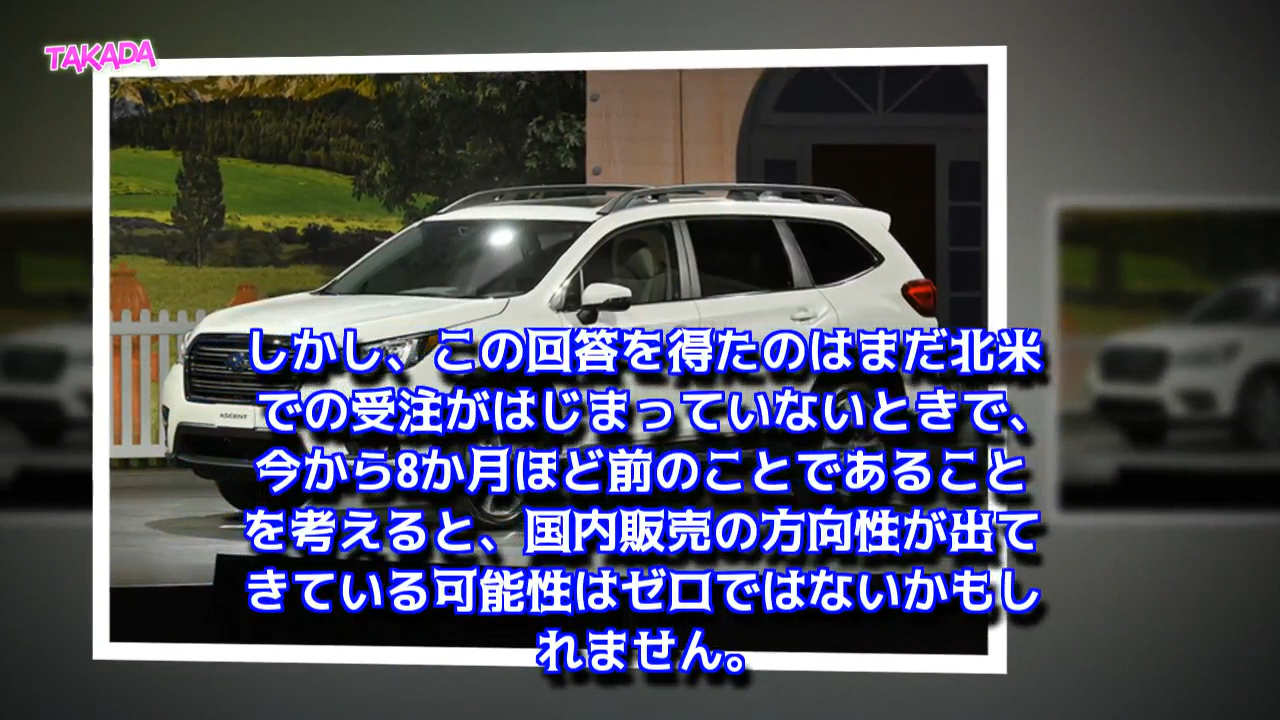 TAKADA
しかし、この回答を得たのはまだ北米
での受注がはじまっていないときで、
今から8か月ほど前のことであること
を考えると、国内販売の方向性が出て
きている可能性はゼロではないかもし
れません。
ASCENT